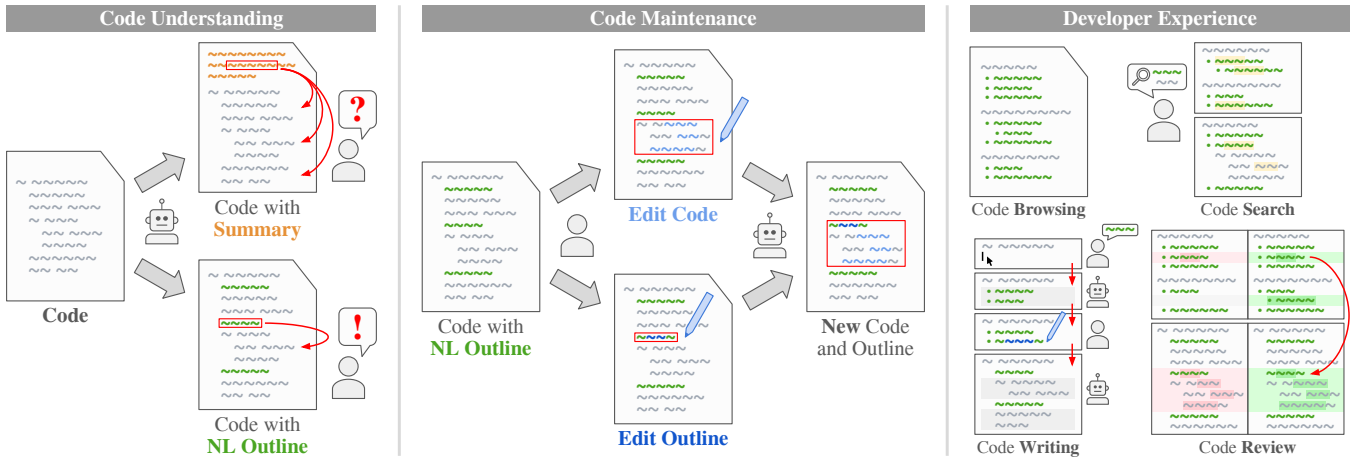 Code Understanding
Code with
Summary
?
Code
Code with
NL Outline
!
Code Maintenance
Code with
NL Outline
Edit Code
Edit Outline
New Code
and Outline
Developer Experience
Code Browsing
Code Search
Code Writing
Code Review